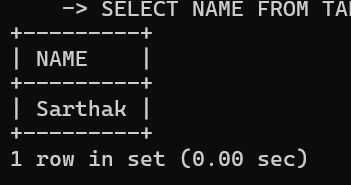 -> SELECT NAME FROM
+---------+
| NAME    |
+---------+
| Sarthak |
+---------+
1 row in set (0.00 sec)